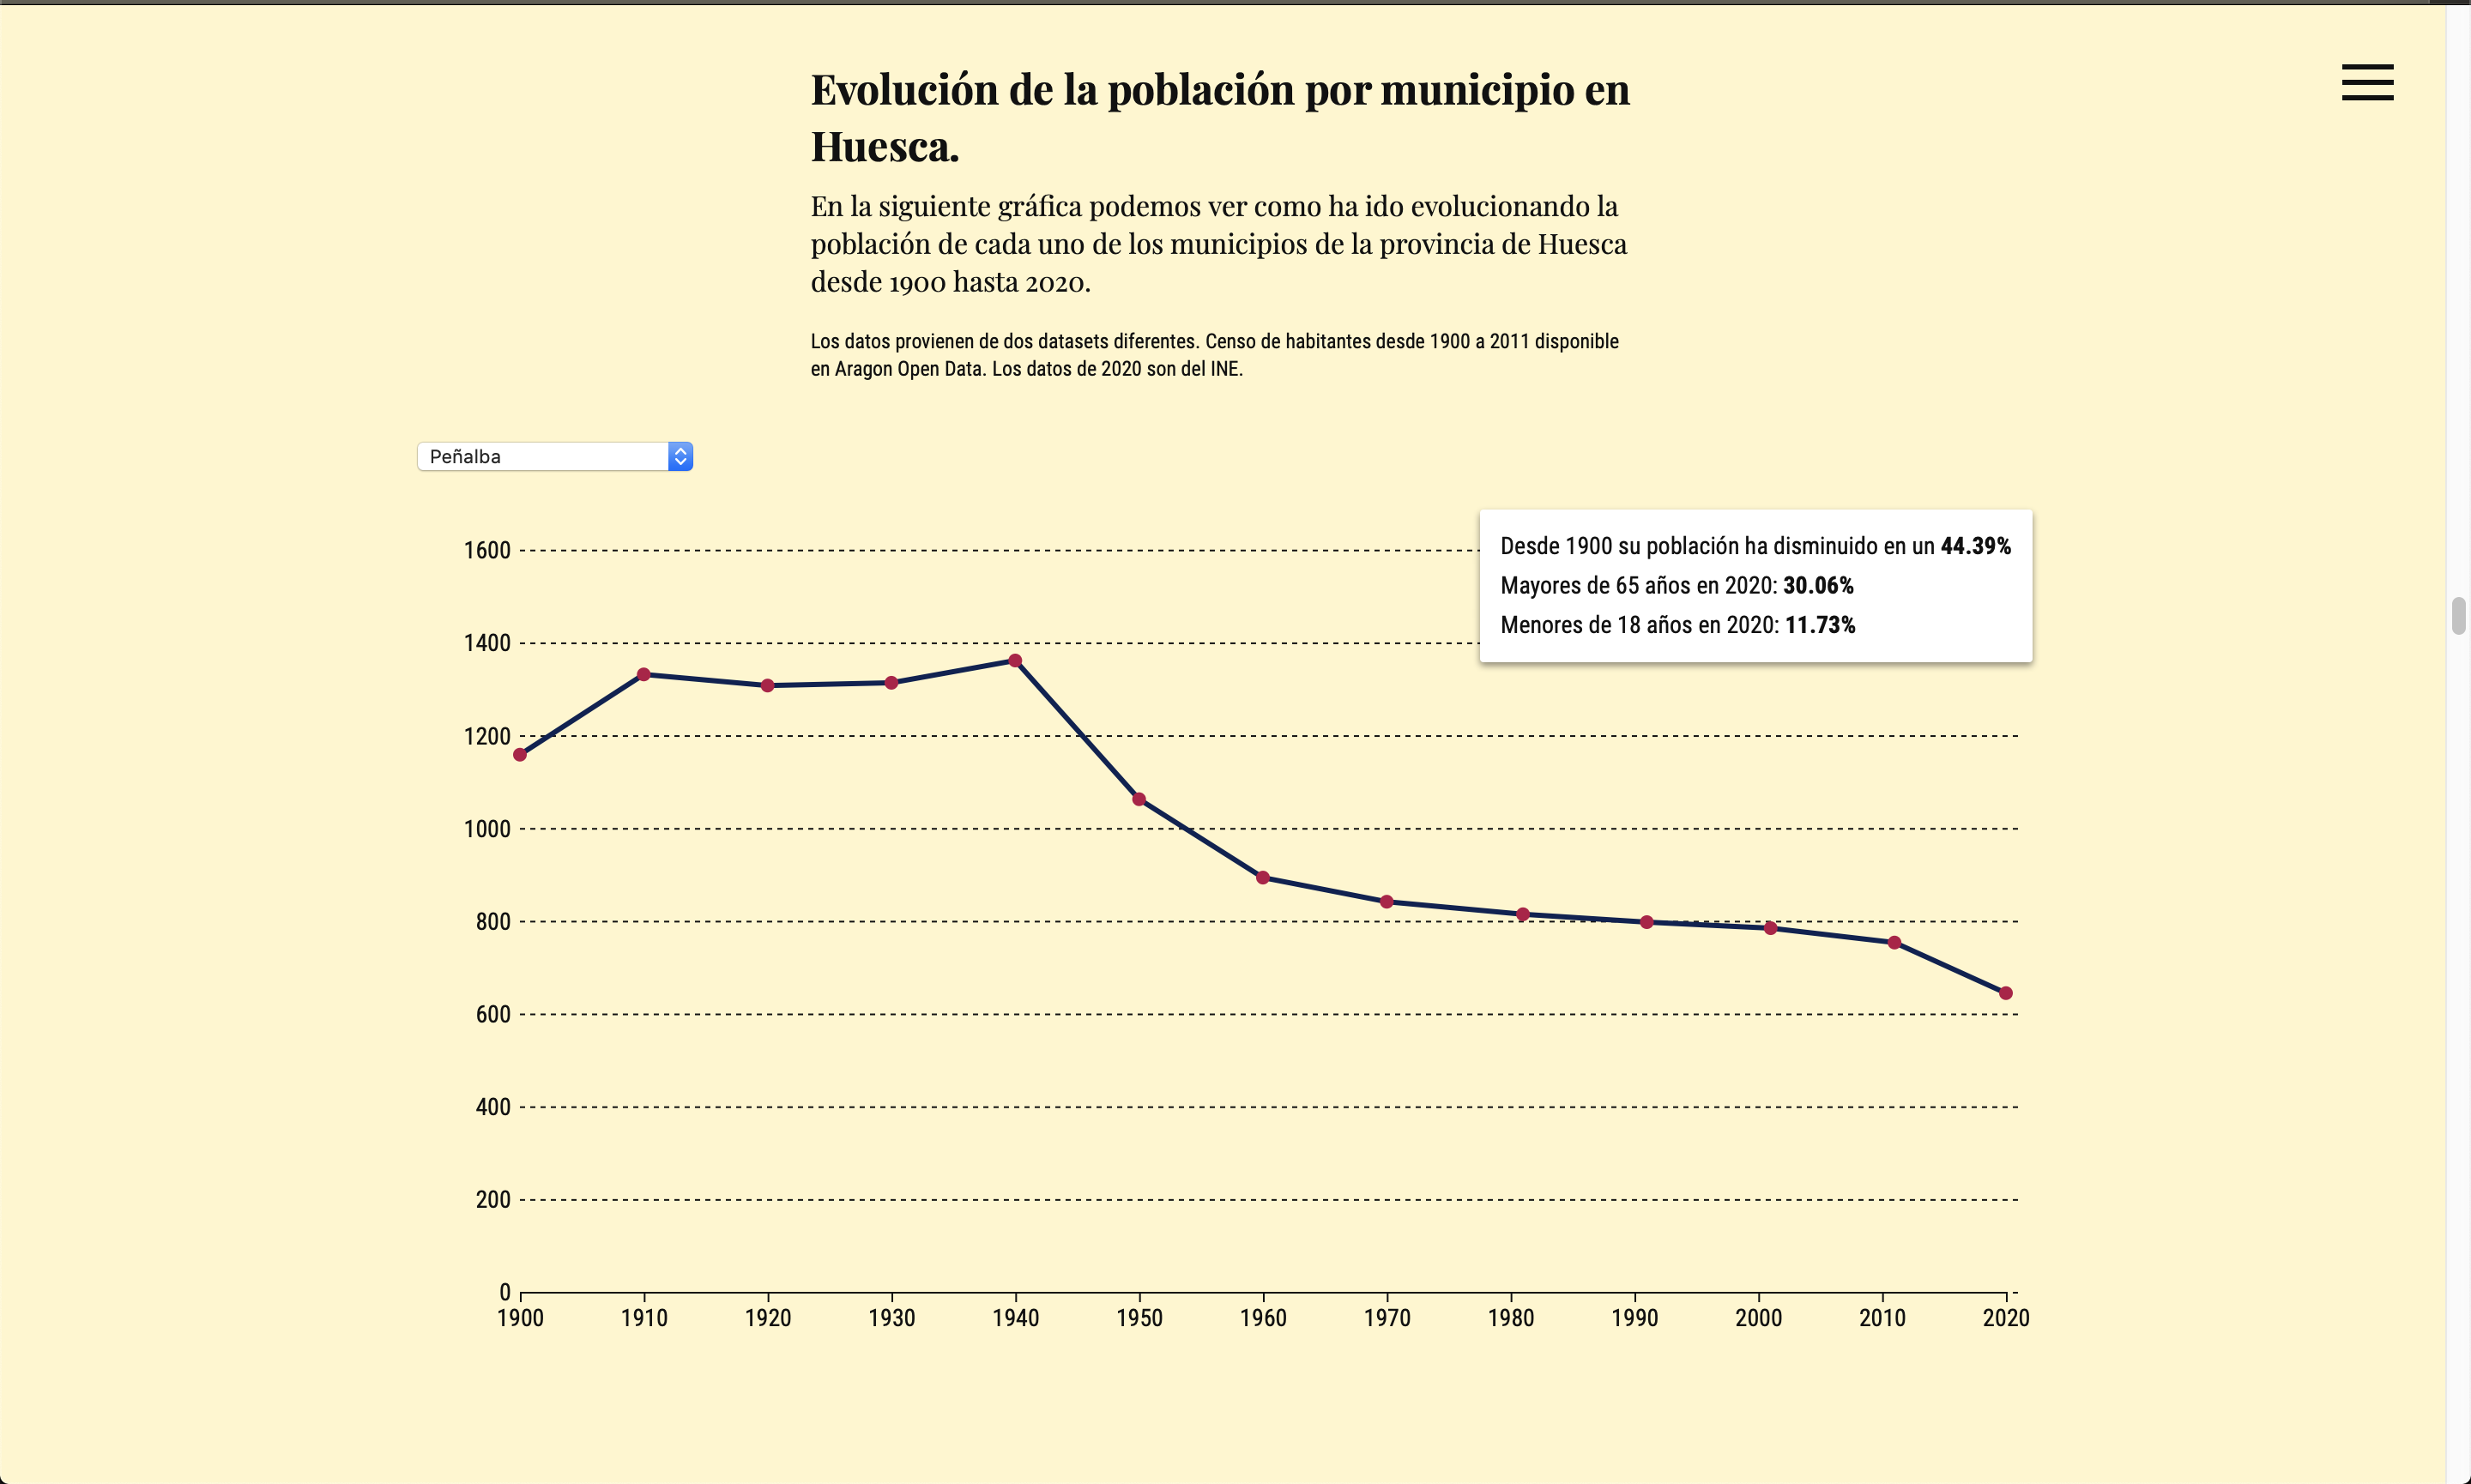 Evolución de la población por municipio en
Huesca.
En la siguiente gráfica podemos ver como ha ido evolucionando la
población de cada uno de los municipios de la provincia de Huesca
desde 1900 hasta 2020.
Los datos provienen de dos datasets diferentes. Censo de habitantes desde 1900 a 2011 disponible
en Aragon Open Data. Los datos de 2020 son del INE.
Peñalba
Desde 1900 su población ha disminuido en un 44.39%
Mayores de 65 años en 2020: 30.06%
Menores de 18 años en 2020: 11.73%
1600
1400
1200
1000
800
600
400
200
0
1900 1910 1920 1930 1940 1950 1960 1970 1980 1990 2000 2010 2020